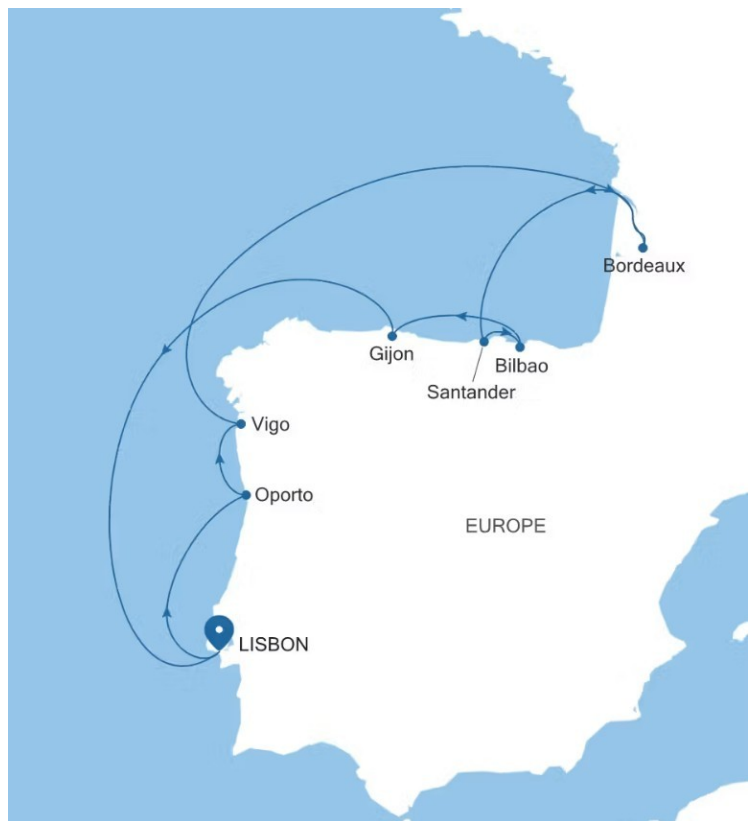 Bordeaux
Gijon
Bilbao
Santander
Vigo
Oporto
EUROPE
LISBON